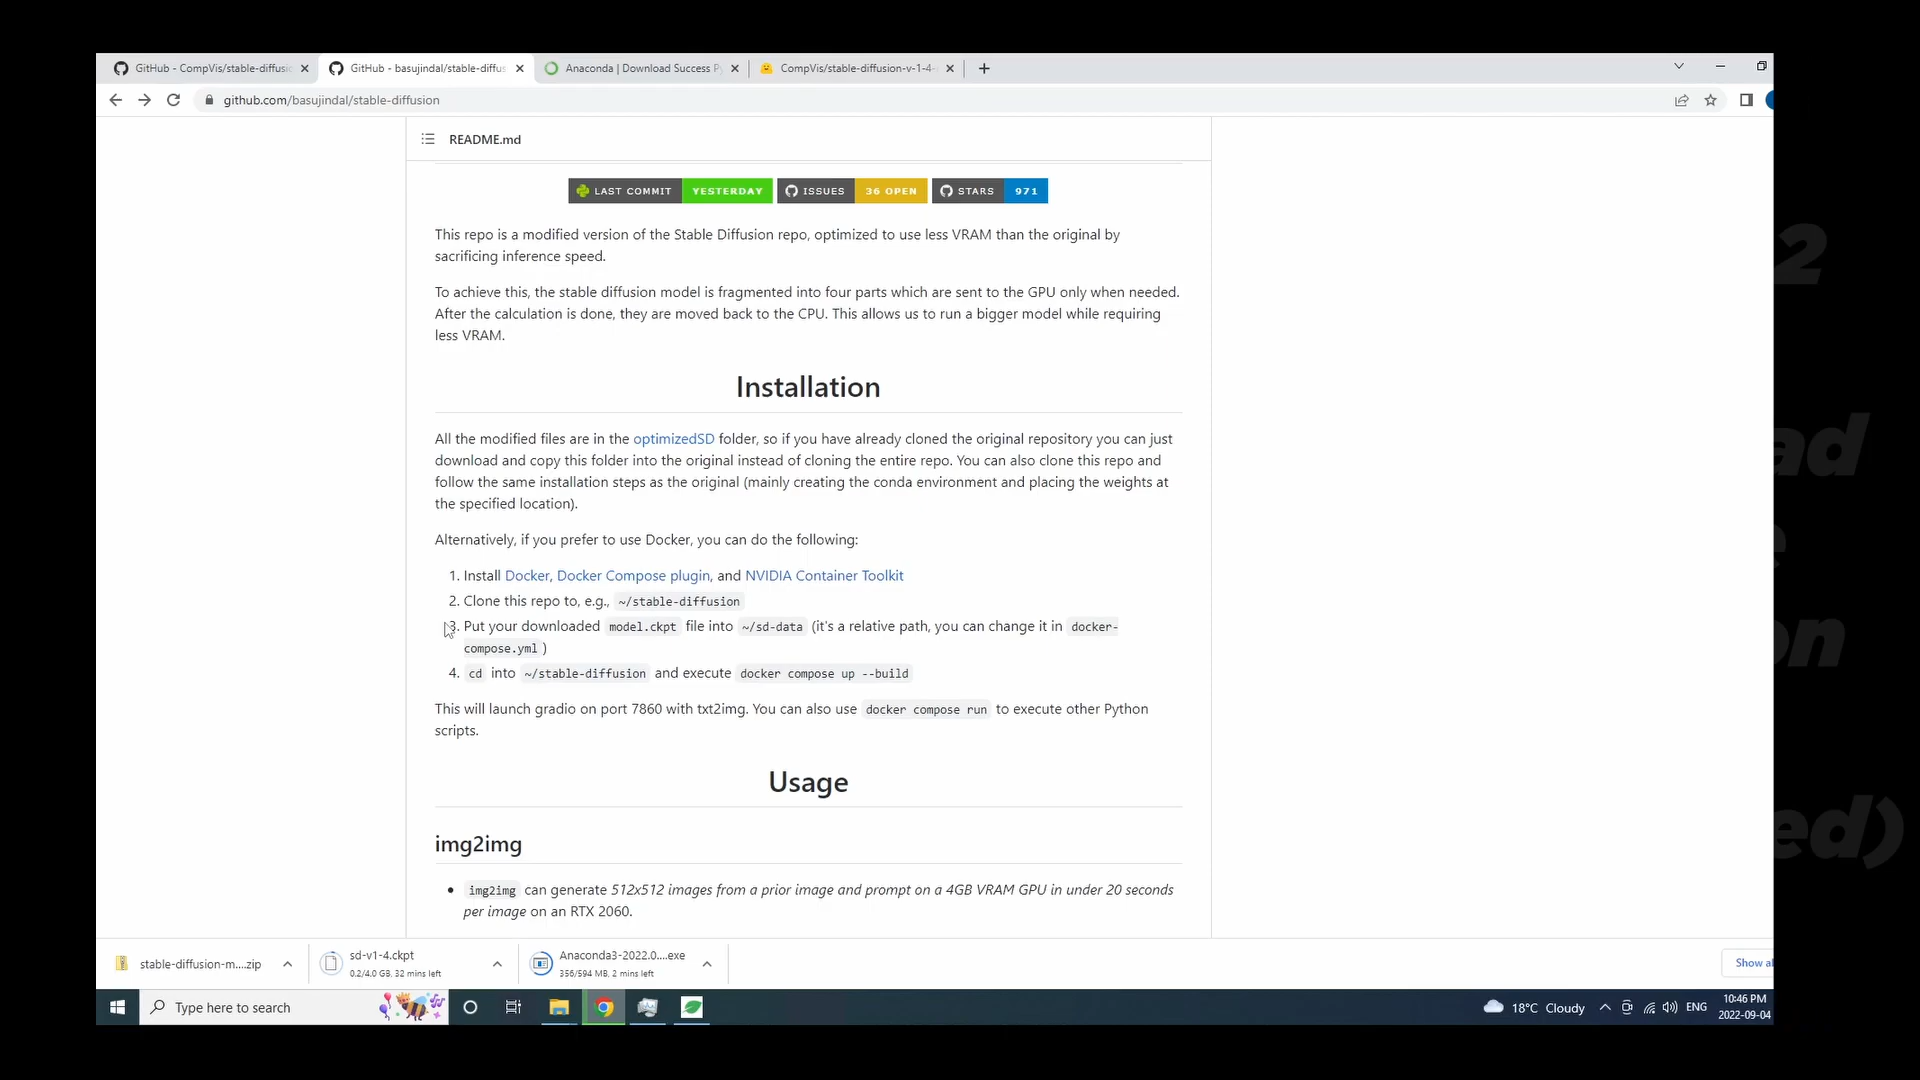 GitHub - CompVis/stable-diffusic
GitHub - basujindal/stable-diffus
Anaconda | Download Success P
CompVis/stable-diffusion-v-1-4-
github.com/basujindal/stable-diffusion
README.md
LAST COMMIT YESTERDAY ISSUES 36 OPEN STARS 971
This repo is a modified version of the Stable Diffusion repo, optimized to use less VRAM than the original by
sacrificing inference speed.
To achieve this, the stable diffusion model is fragmented into four parts which are sent to the GPU only when needed.
After the calculation is done, they are moved back to the CPU. This allows us to run a bigger model while requiring
less VRAM.
Installation
All the modified files are in the optimizedSD folder, so if you have already cloned the original repository you can just
download and copy this folder into the original instead of cloning the entire repo. You can also clone this repo and
follow the same installation steps as the original (mainly creating the conda environment and placing the weights at
the specified location).
Alternatively, if you prefer to use Docker, you can do the following:
1. Install Docker, Docker Compose plugin, and NVIDIA Container Toolkit
2. Clone this repo to, e.g., ~/stable-diffusion
3. Put your downloaded model.ckpt file into ~/sd-data (it's a relative path, you can change it in docker-
compose.yml )
4. cd into ~/stable-diffusion and execute docker compose up --build
This will launch gradio on port 7860 with txt2img. You can also use docker compose run to execute other Python
scripts.
Usage
img2img
• img2img can generate 512x512 images from a prior image and prompt on a 4GB VRAM GPU in under 20 seconds
per image on an RTX 2060.
stable-diffusion-m....zip
sd-v1-4.ckpt
0.2/4.0 GB, 32 mins left
Anaconda3-2022.0....exe
356/594 MB, 2 mins left
Show al
Type here to search
18°C Cloudy
ENG
10:46 PM
2022-09-04
2
ad
on
ed)